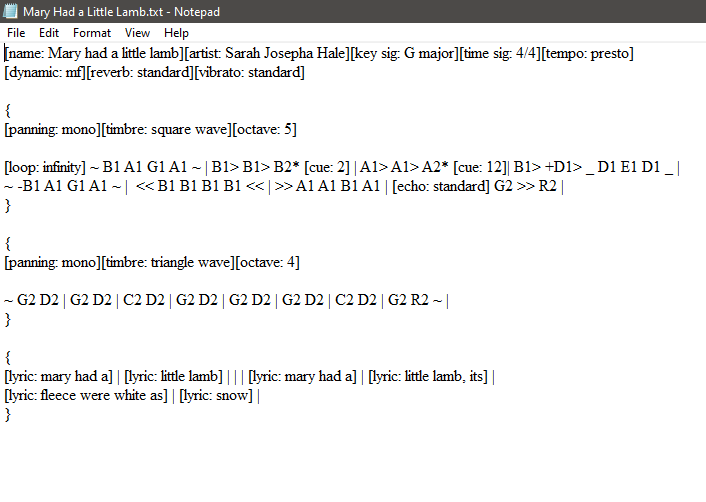 Mary Had a Little Lamb.txt - Notepad
File Edit Format View Help
[name: Mary had a little lamb][artist: Sarah Josepha Hale][key sig: G major][time sig: 4/4][tempo: presto]
[dynamic: mf][reverb: standard][vibrato: standard]
{
[panning: mono][timbre: square wave][octave: 5]
[loop: infinity] ~ B1 A1 G1 A1 ~ | B1> B1> B2* [cue: 2] | A1> A1> A2* [cue: 12]| B1> +D1> _ D1 E1 D1 _ |
~ -B1 A1 G1 A1 ~ | << B1 B1 B1 B1 << | >> A1 A1 B1 A1 | [echo: standard] G2 >> R2 |
}
{
[panning: mono][timbre: triangle wave][octave: 4]
~ G2 D2 | G2 D2 | C2 D2 | G2 D2 | G2 D2 | G2 D2 | C2 D2 | G2 R2 ~ |
}
{
[lyric: mary had a] | [lyric: little lamb] | | | [lyric: mary had a] | [lyric: little lamb, its] |
[lyric: fleece were white as] | [lyric: snow] |
}